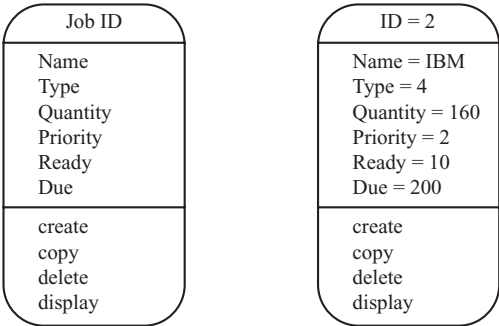 Job ID
Name
Type
Quantity
Priority
Ready
Due
create
copy
delete
display
ID = 2
Name = IBM
Type = 4
Quantity = 160
Priority = 2
Ready = 10
Due = 200
create
copy
delete
display